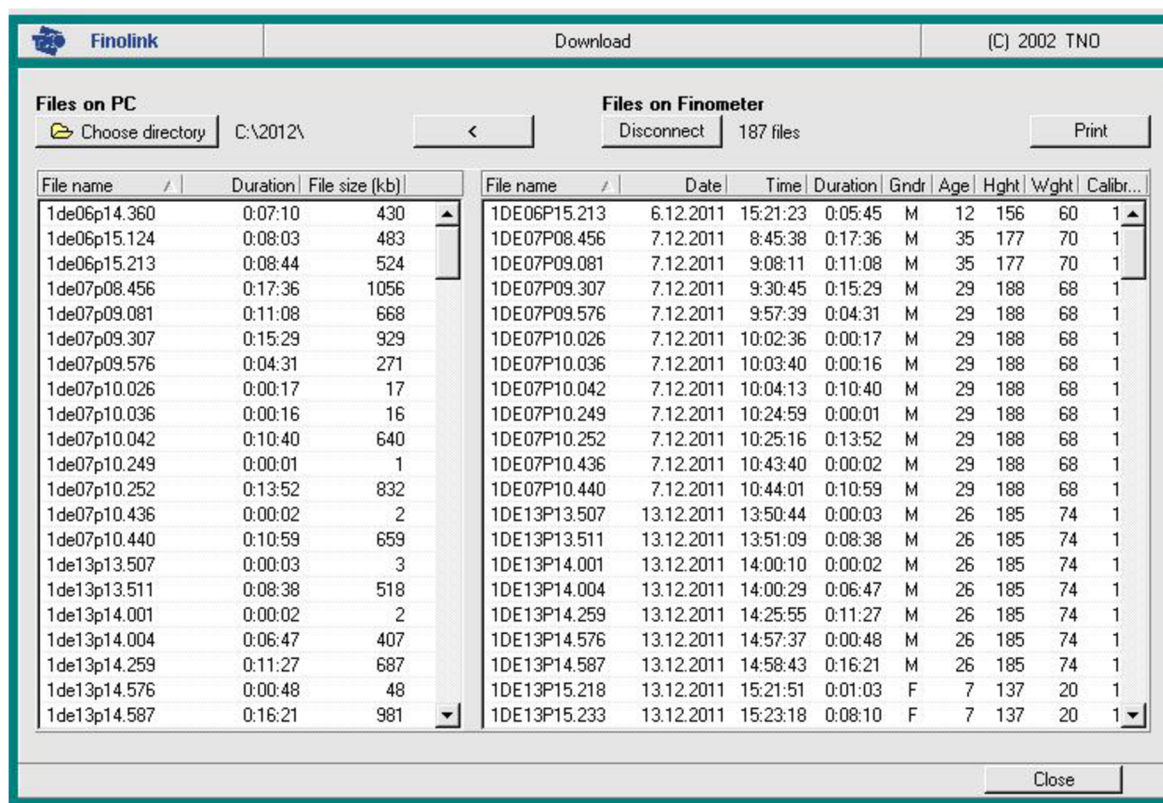 TNO Finolink Download (C) 2002 TNO
Files on PC Files on Finometer
Choose directory C:\2012\ < Disconnect 187 files Print
File name Duration File size (kb) File name Date Time Duration Gndr Age Hght Wght Calibr...
1de06p14.360 0:07:10 430 1DE06P15.213 6.12.2011 15:21:23 0:05:45 M 12 156 60 1
1de06p15.124 0:08:03 483 1DE07P08.456 7.12.2011 8:45:38 0:17:36 M 35 177 70 1
1de06p15.213 0:08:44 524 1DE07P09.081 7.12.2011 9:08:11 0:11:08 M 35 177 70 1
1de07p08.456 0:17:36 1056 1DE07P09.307 7.12.2011 9:30:45 0:15:29 M 29 188 68 1
1de07p09.081 0:11:08 668 1DE07P09.576 7.12.2011 9:57:39 0:04:31 M 29 188 68 1
1de07p09.307 0:15:29 929 1DE07P10.026 7.12.2011 10:02:36 0:00:17 M 29 188 68 1
1de07p09.576 0:04:31 271 1DE07P10.036 7.12.2011 10:03:40 0:00:16 M 29 188 68 1
1de07p10.026 0:00:17 17 1DE07P10.042 7.12.2011 10:04:13 0:10:40 M 29 188 68 1
1de07p10.036 0:00:16 16 1DE07P10.249 7.12.2011 10:24:59 0:00:01 M 29 188 68 1
1de07p10.042 0:10:40 640 1DE07P10.252 7.12.2011 10:25:16 0:13:52 M 29 188 68 1
1de07p10.249 0:00:01 1 1DE07P10.436 7.12.2011 10:43:40 0:00:02 M 29 188 68 1
1de07p10.252 0:13:52 832 1DE07P10.440 7.12.2011 10:44:01 0:10:59 M 29 188 68 1
1de07p10.436 0:00:02 2 1DE13P13.507 13.12.2011 13:50:44 0:00:03 M 26 185 74 1
1de07p10.440 0:10:59 659 1DE13P13.511 13.12.2011 13:51:09 0:08:38 M 26 185 74 1
1de13p13.507 0:00:03 3 1DE13P14.001 13.12.2011 14:00:10 0:00:02 M 26 185 74 1
1de13p13.511 0:08:38 518 1DE13P14.004 13.12.2011 14:00:29 0:06:47 M 26 185 74 1
1de13p14.001 0:00:02 2 1DE13P14.259 13.12.2011 14:25:55 0:11:27 M 26 185 74 1
1de13p14.004 0:06:47 407 1DE13P14.576 13.12.2011 14:57:37 0:00:48 M 26 185 74 1
1de13p14.259 0:11:27 687 1DE13P14.587 13.12.2011 14:58:43 0:16:21 M 26 185 74 1
1de13p14.576 0:00:48 48 1DE13P15.218 13.12.2011 15:21:51 0:01:03 F 7 137 20 1
1de13p14.587 0:16:21 981 1DE13P15.233 13.12.2011 15:23:18 0:08:10 F 7 137 20 1
Close